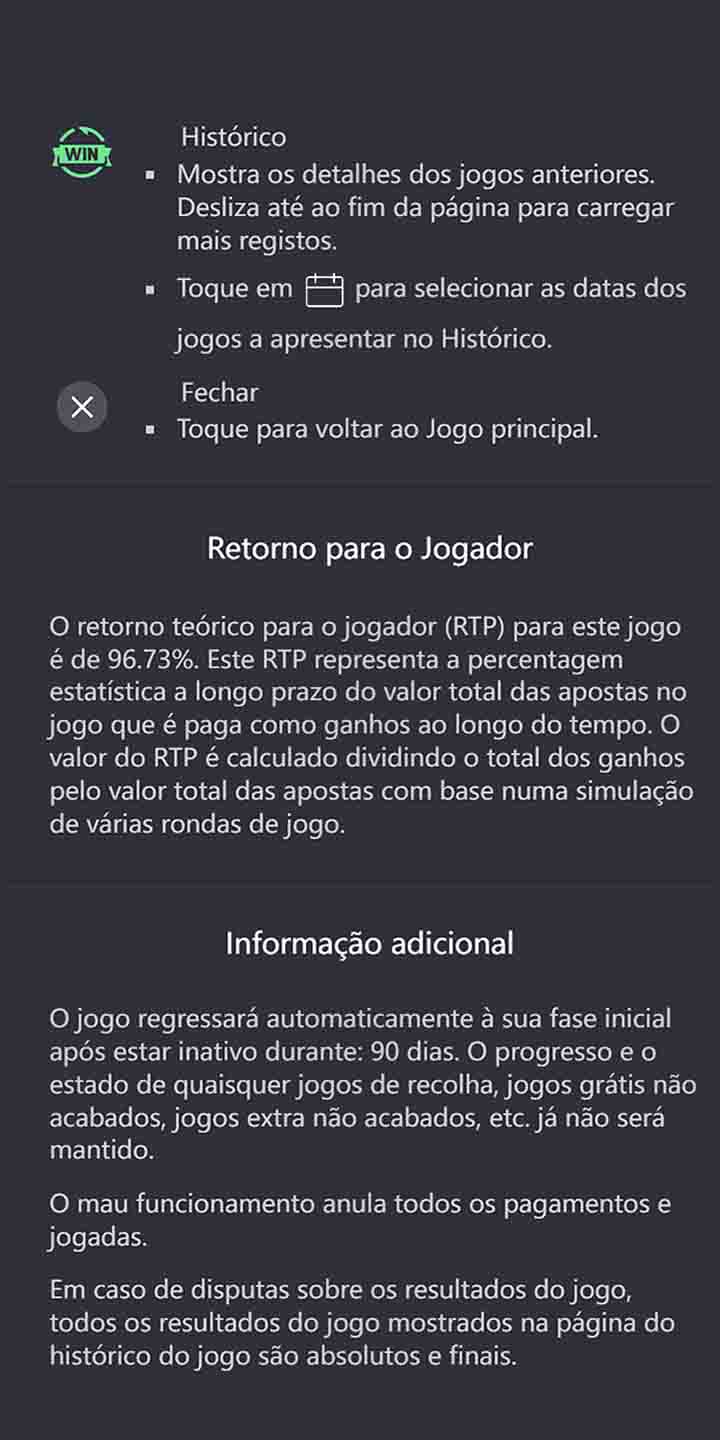 Histórico
WIN
▪ Mostra os detalhes dos jogos anteriores.
Desliza até ao fim da página para carregar
mais registos.
▪ Toque em para selecionar as datas dos
jogos a apresentar no Histórico.
Fechar
▪ Toque para voltar ao Jogo principal.
Retorno para o Jogador
O retorno teórico para o jogador (RTP) para este jogo
é de 96.73%. Este RTP representa a percentagem
estatística a longo prazo do valor total das apostas no
jogo que é paga como ganhos ao longo do tempo. O
valor do RTP é calculado dividindo o total dos ganhos
pelo valor total das apostas com base numa simulação
de várias rondas de jogo.
Informação adicional
O jogo regressará automaticamente à sua fase inicial
após estar inativo durante: 90 dias. O progresso e o
estado de quaisquer jogos de recolha, jogos grátis não
acabados, jogos extra não acabados, etc. já não será
mantido.
O mau funcionamento anula todos os pagamentos e
jogadas.
Em caso de disputas sobre os resultados do jogo,
todos os resultados do jogo mostrados na página do
histórico do jogo são absolutos e finais.